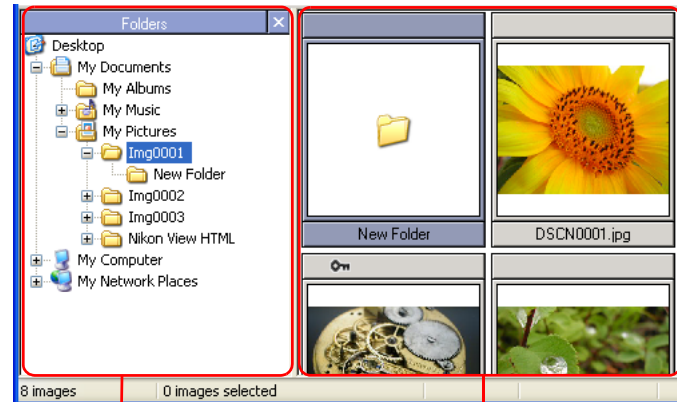 Folders
Desktop
My Documents
My Albums
My Music
My Pictures
Img0001
New Folder
Img0002
Img0003
Nikon View HTML
My Computer
My Network Places
New Folder
DSCN0001.jpg
8 images
0 images selected